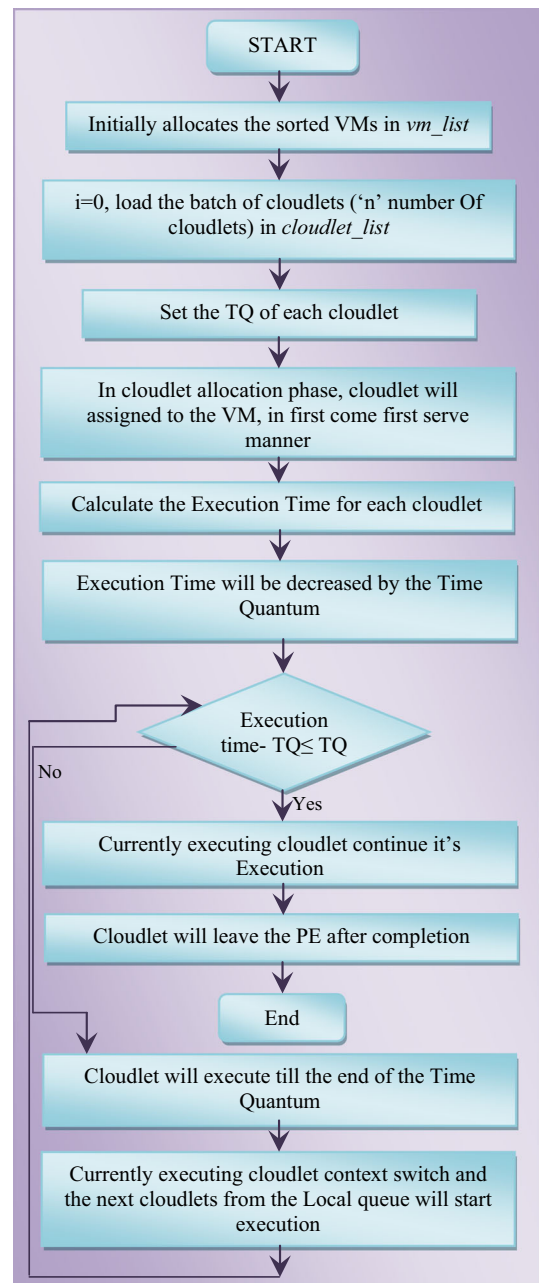 START
Initially allocates the sorted VMs in vm_list
i=0, load the batch of cloudlets (‘n’ number Of
cloudlets) in cloudlet_list
Set the TQ of each cloudlet
In cloudlet allocation phase, cloudlet will
assigned to the VM, in first come first serve
manner
Calculate the Execution Time for each cloudlet
Execution Time will be decreased by the Time
Quantum
Execution
time- TQ≤ TQ
No
Yes
Currently executing cloudlet continue it’s
Execution
Cloudlet will leave the PE after completion
End
Cloudlet will execute till the end of the Time
Quantum
Currently executing cloudlet context switch and
the next cloudlets from the Local queue will start
execution